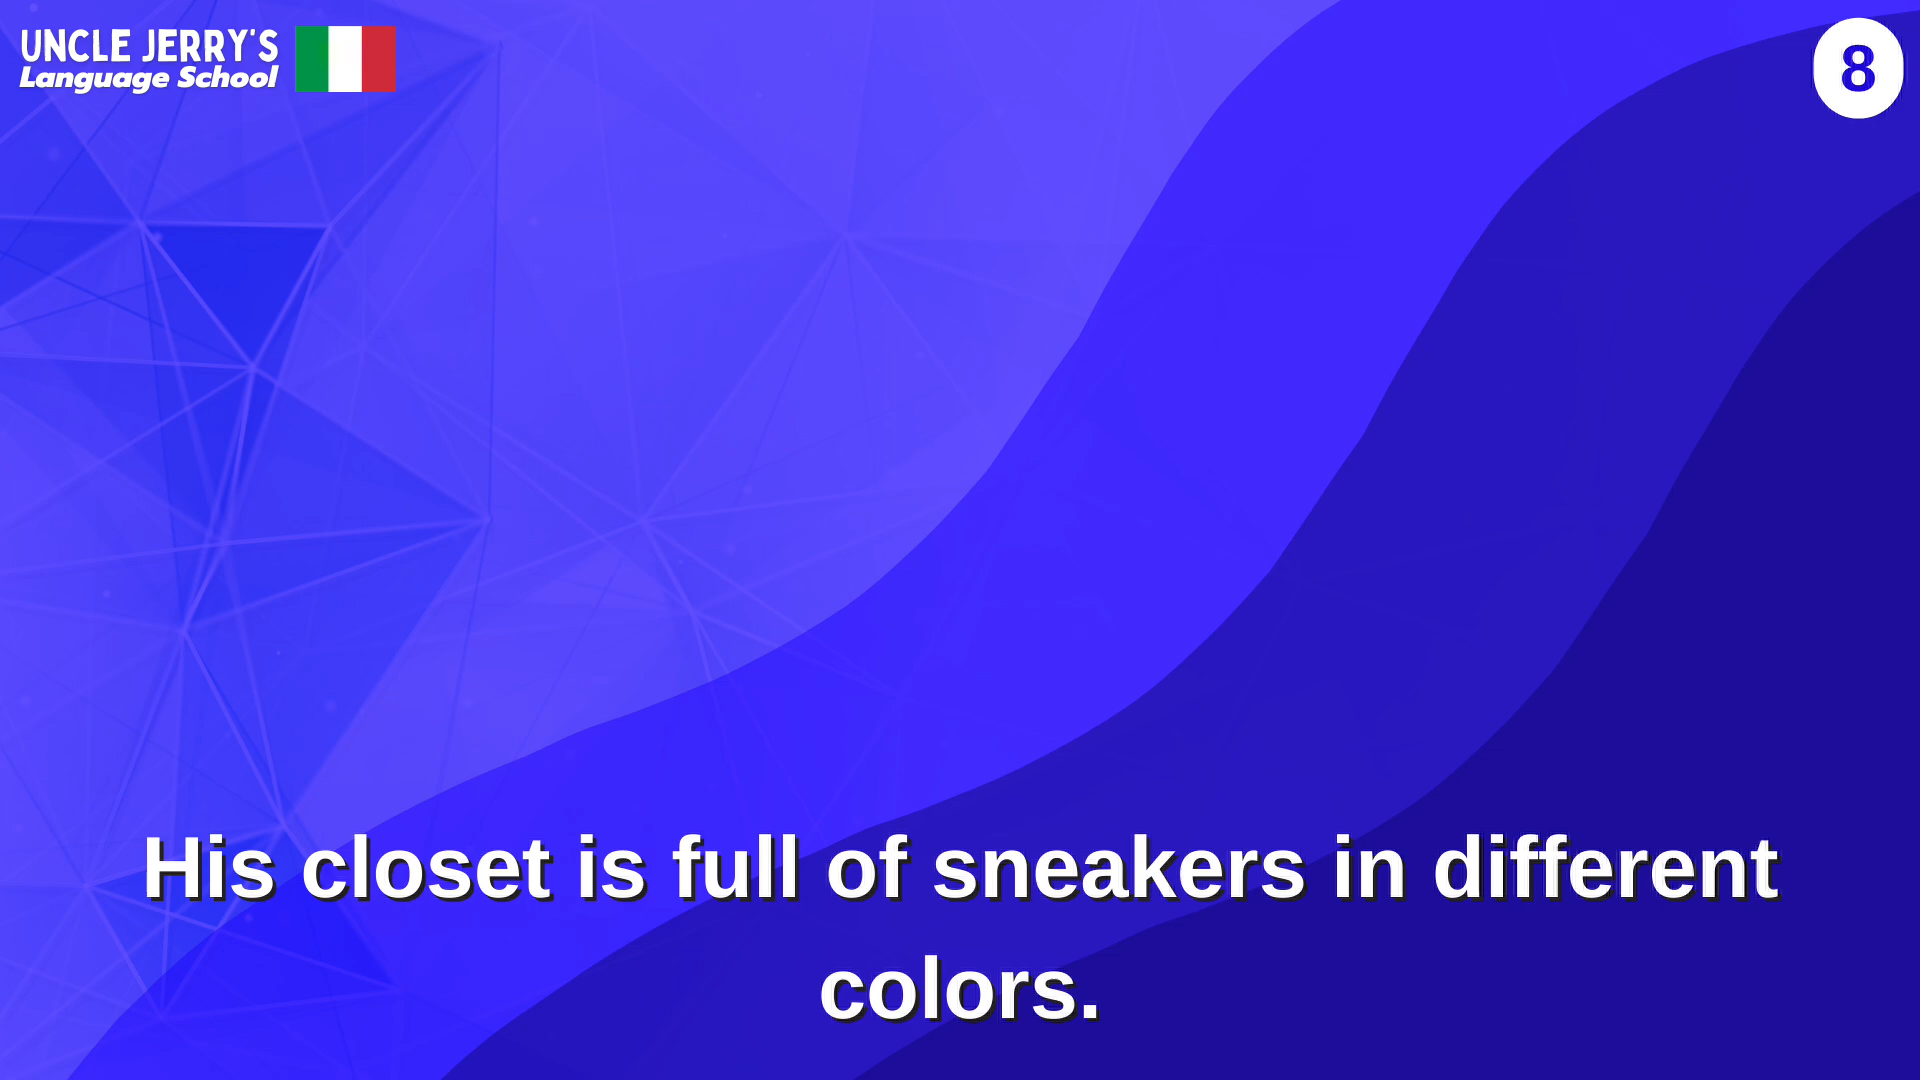 UNCLE JERRY'S
Language School
8
His closet is full of sneakers in different
colors.